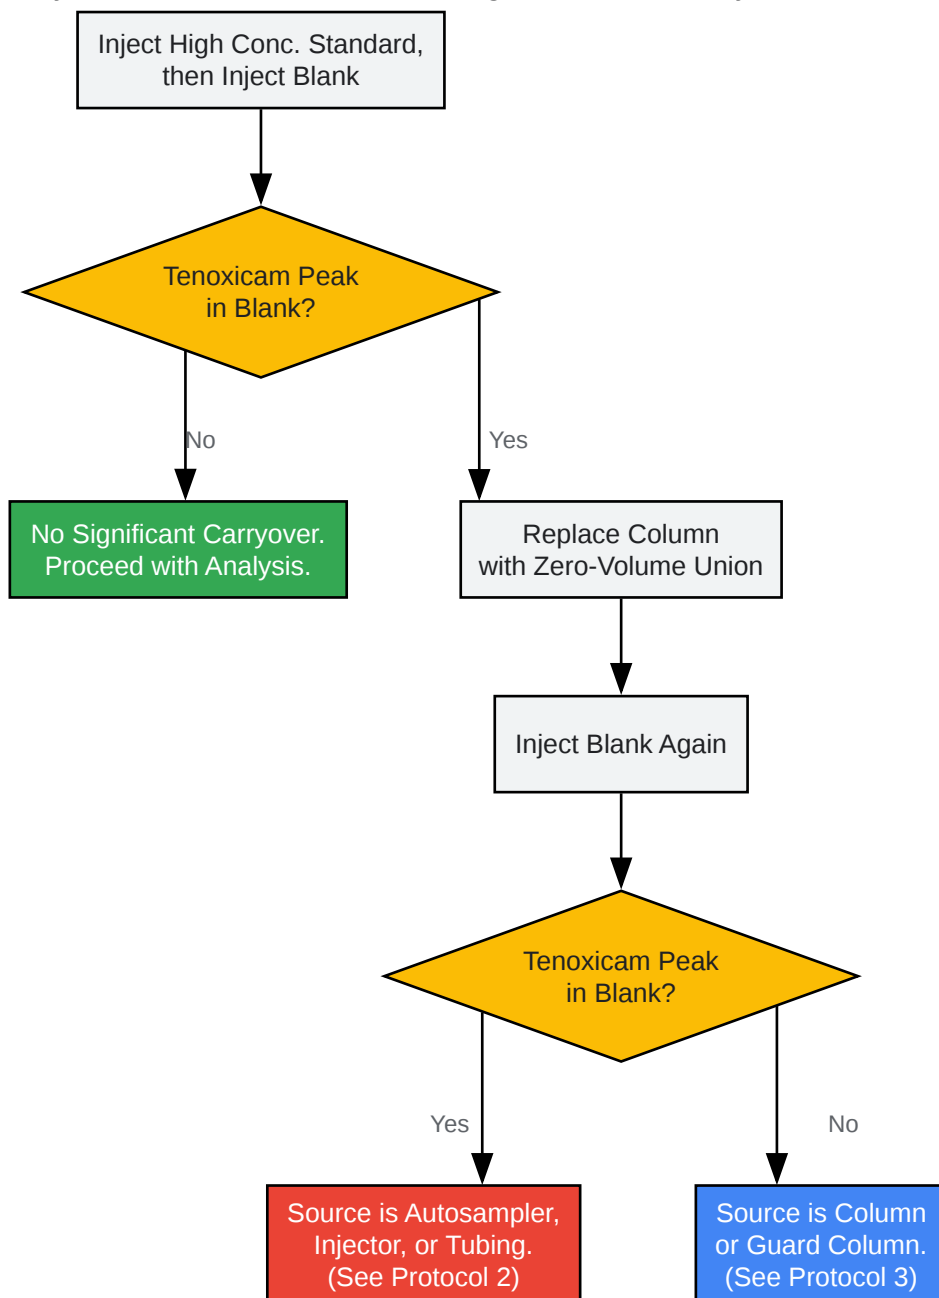 Inject High Conc. Standard,
then Inject Blank
Tenoxicam Peak
in Blank?
No
Yes
No Significant Carryover.
Proceed with Analysis.
Replace Column
with Zero-Volume Union
Inject Blank Again
Tenoxicam Peak
in Blank?
Yes
No
Source is Autosampler,
Injector, or Tubing.
(See Protocol 2)
Source is Column
or Guard Column.
(See Protocol 3)